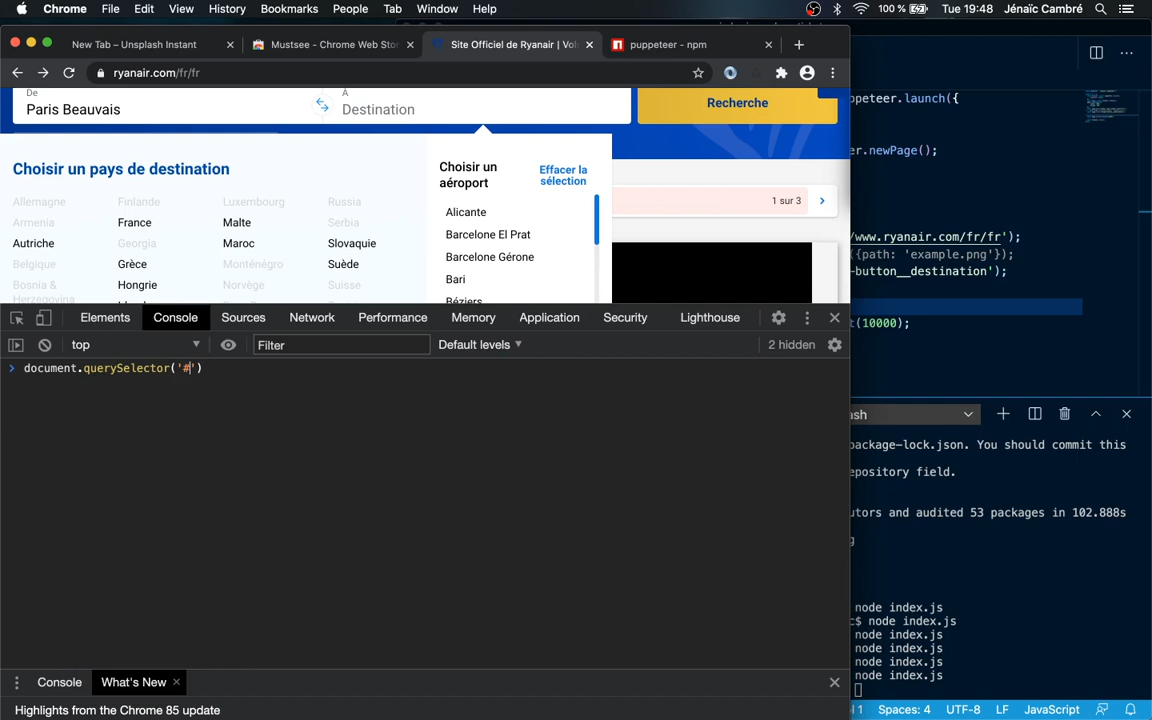 Chrome File Edit View History Bookmarks People Tab Window Help 100 % Tue 19:48 Jénaïc Cambré
New Tab – Unsplash Instant Mustsee - Chrome Web Stor Site Officiel de Ryanair | Vols puppeteer - npm
ryanair.com/fr/fr
De À
Paris Beauvais Destination Recherche
Choisir un pays de destination
Choisir un aéroport
Effacer la sélection
Allemagne Finlande Luxembourg Russia
Armenia France Malte Serbia
Autriche Georgia Maroc Slovaquie
Belgique Grèce Monténégro Suède
Bosnia & Herzegovina Hongrie Norvège Suisse
Alicante
Barcelone El Prat
Barcelone Gérone
Bari
Béziers
1 sur 3
Elements Console Sources Network Performance Memory Application Security Lighthouse
top Filter Default levels 2 hidden
document.querySelector('#')
Console What's New
Highlights from the Chrome 85 update
ppeteer.launch({
er.newPage();
/www.ryanair.com/fr/fr');
({path: 'example.png'});
-button__destination');
t(10000);
ash
package-lock.json. You should commit this
epository field.
utors and audited 53 packages in 102.888s
g
node index.js
c$ node index.js
node index.js
node index.js
node index.js
node index.js
l 1 Spaces: 4 UTF-8 LF JavaScript